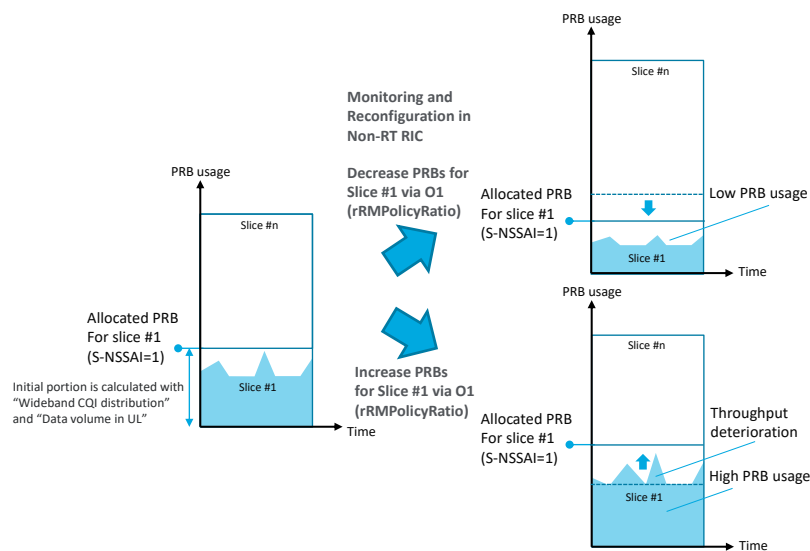 PRB usage
Slice #n
Allocated PRB
For slice #1
(S-NSSAI=1)
Slice #1
Initial portion is calculated with
"Wideband CQI distribution"
and "Data volume in UL"
Time
Monitoring and
Reconfiguration in
Non-RT RIC
Decrease PRBs for
Slice #1 via O1
(rRMPolicyRatio)
Increase PRBs
for Slice #1 via O1
(rRMPolicyRatio)
PRB usage
Slice #n
Allocated PRB
For slice #1
(S-NSSAI=1)
Low PRB usage
Slice #1
Time
PRB usage
Slice #n
Allocated PRB
For slice #1
(S-NSSAI=1)
Throughput
deterioration
High PRB usage
Slice #1
Time